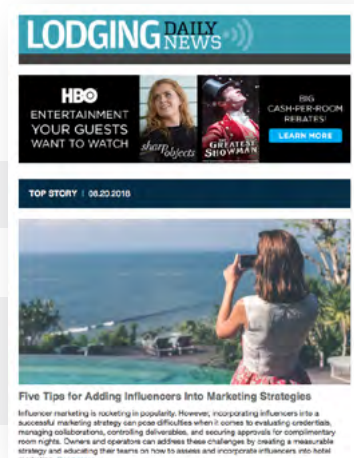 LODGING DAILY NEWS
HBO
ENTERTAINMENT
YOUR GUESTS
WANT TO WATCH
sharp objects
THE GREATEST SHOWMAN
BIG
CASH-PER-ROOM
REBATES!
LEARN MORE
TOP STORY | 08.20.2018
Five Tips for Adding Influencers Into Marketing Strategies
Influencer marketing is rocketing in popularity. However, incorporating influencers into a
successful marketing strategy can pose difficulties when it comes to evaluating credentials,
managing collaborations, controlling deliverables, and securing approvals for complimentary
room nights. Owners and operators can address these challenges by creating a measurable
strategy and educating their teams on how to assess and incorporate influencers into hotel